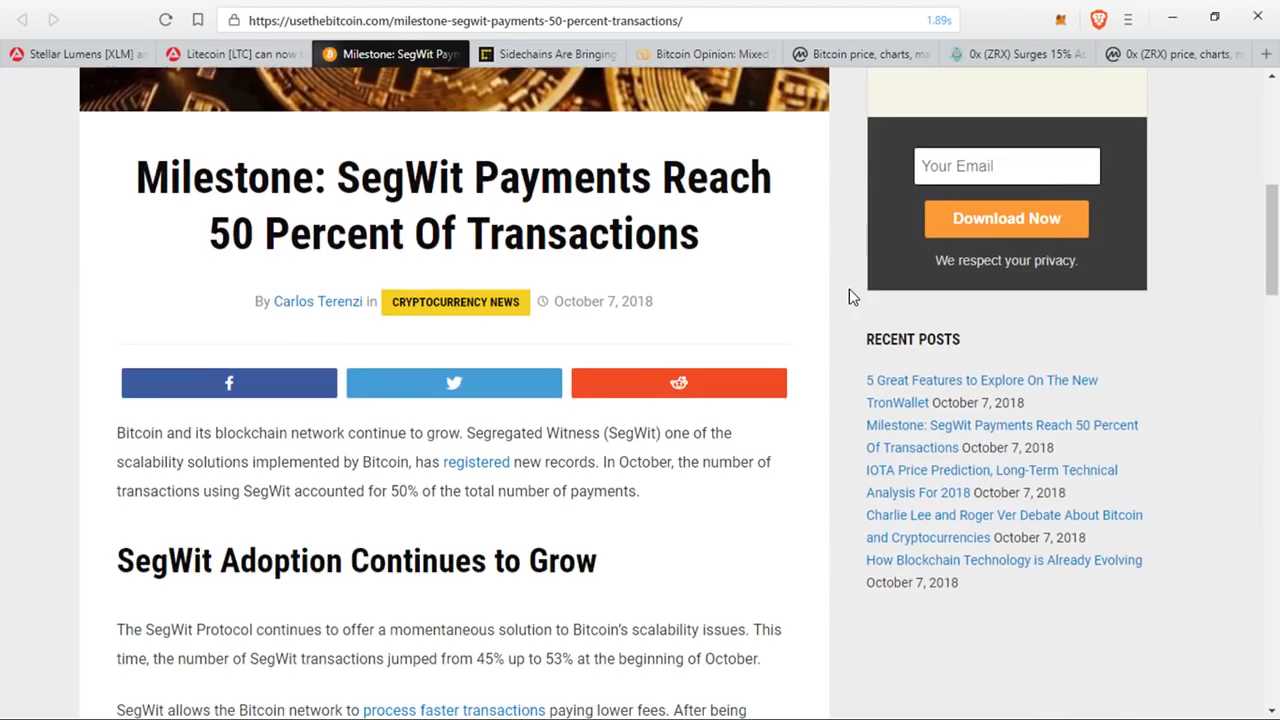 https://usethebitcoin.com/milestone-segwit-payments-50-percent-transactions/
1.89s
Stellar Lumens [XLM] an
Litecoin [LTC] can now b
Milestone: SegWit Paym
Sidechains Are Bringing
Bitcoin Opinion: Mixed
Bitcoin price, charts, ma
0x (ZRX) Surges 15% As
0x (ZRX) price, charts, m
Milestone: SegWit Payments Reach
50 Percent Of Transactions
By Carlos Terenzi in CRYPTOCURRENCY NEWS October 7, 2018
Bitcoin and its blockchain network continue to grow. Segregated Witness (SegWit) one of the
scalability solutions implemented by Bitcoin, has registered new records. In October, the number of
transactions using SegWit accounted for 50% of the total number of payments.
SegWit Adoption Continues to Grow
The SegWit Protocol continues to offer a momentaneous solution to Bitcoin's scalability issues. This
time, the number of SegWit transactions jumped from 45% up to 53% at the beginning of October.
SegWit allows the Bitcoin network to process faster transactions paying lower fees. After being
Your Email
Download Now
We respect your privacy.
RECENT POSTS
5 Great Features to Explore On The New
TronWallet October 7, 2018
Milestone: SegWit Payments Reach 50 Percent
Of Transactions October 7, 2018
IOTA Price Prediction, Long-Term Technical
Analysis For 2018 October 7, 2018
Charlie Lee and Roger Ver Debate About Bitcoin
and Cryptocurrencies October 7, 2018
How Blockchain Technology is Already Evolving
October 7, 2018